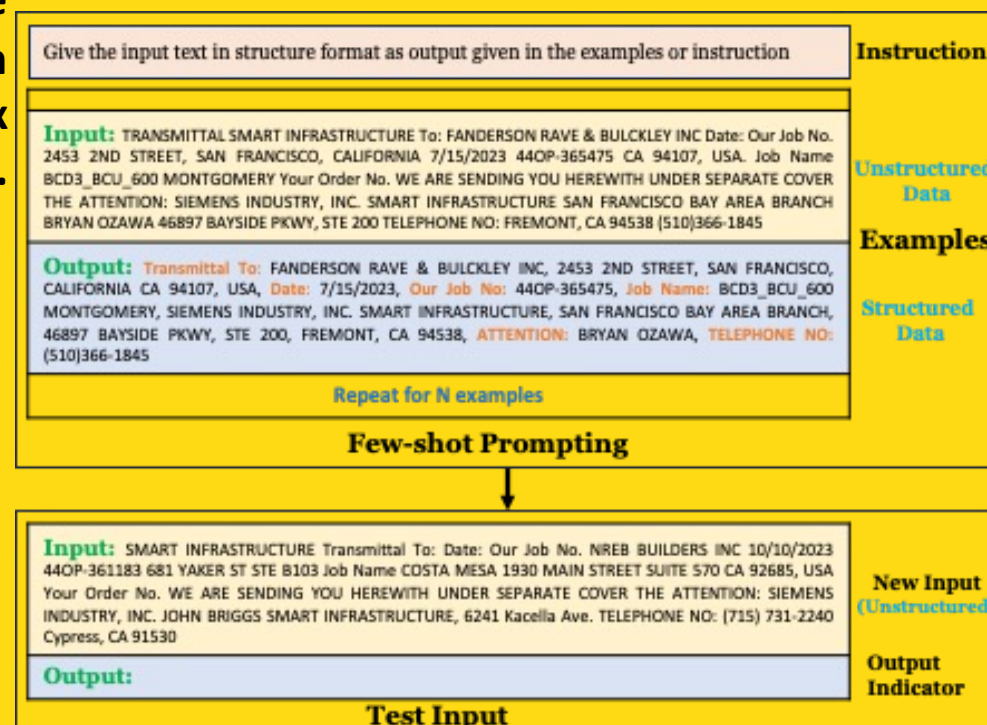 Give the input text in structure format as output given in the examples or instruction
Instruction
Input: TRANSMITTAL SMART INFRASTRUCTURE To: FANDERSON RAVE & BULCKLEY INC Date: Our Job No.
2453 2ND STREET, SAN FRANCISCO, CALIFORNIA 7/15/2023 44OP-365475 CA 94107, USA. Job Name
BCD3_BCU_600 MONTGOMERY Your Order No. WE ARE SENDING YOU HEREWITH UNDER SEPARATE COVER
THE ATTENTION: SIEMENS INDUSTRY, INC. SMART INFRASTRUCTURE SAN FRANCISCO BAY AREA BRANCH
BRYAN OZAWA 46897 BAYSIDE PKWY, STE 200 TELEPHONE NO: FREMONT, CA 94538 (510)366-1845
Unstructured
Data
Examples
Output: Transmittal To: FANDERSON RAVE & BULCKLEY INC, 2453 2ND STREET, SAN FRANCISCO,
CALIFORNIA CA 94107, USA, Date: 7/15/2023, Our Job No: 44OP-365475, Job Name: BCD3_BCU_600
MONTGOMERY, SIEMENS INDUSTRY, INC. SMART INFRASTRUCTURE, SAN FRANCISCO BAY AREA BRANCH,
46897 BAYSIDE PKWY, STE 200, FREMONT, CA 94538, ATTENTION: BRYAN OZAWA, TELEPHONE NO:
(510)366-1845
Structured
Data
Repeat for N examples
Few-shot Prompting
Input: SMART INFRASTRUCTURE Transmittal To: Date: Our Job No. NREB BUILDERS INC 10/10/2023
44OP-361183 681 YAKER ST STE B103 Job Name COSTA MESA 1930 MAIN STREET SUITE 570 CA 92685, USA
Your Order No. WE ARE SENDING YOU HEREWITH UNDER SEPARATE COVER THE ATTENTION: SIEMENS
INDUSTRY, INC. JOHN BRIGGS SMART INFRASTRUCTURE, 6241 Kacella Ave. TELEPHONE NO: (715) 731-2240
Cypress, CA 91530
New Input
(Unstructured
Output:
Output
Indicator
Test Input